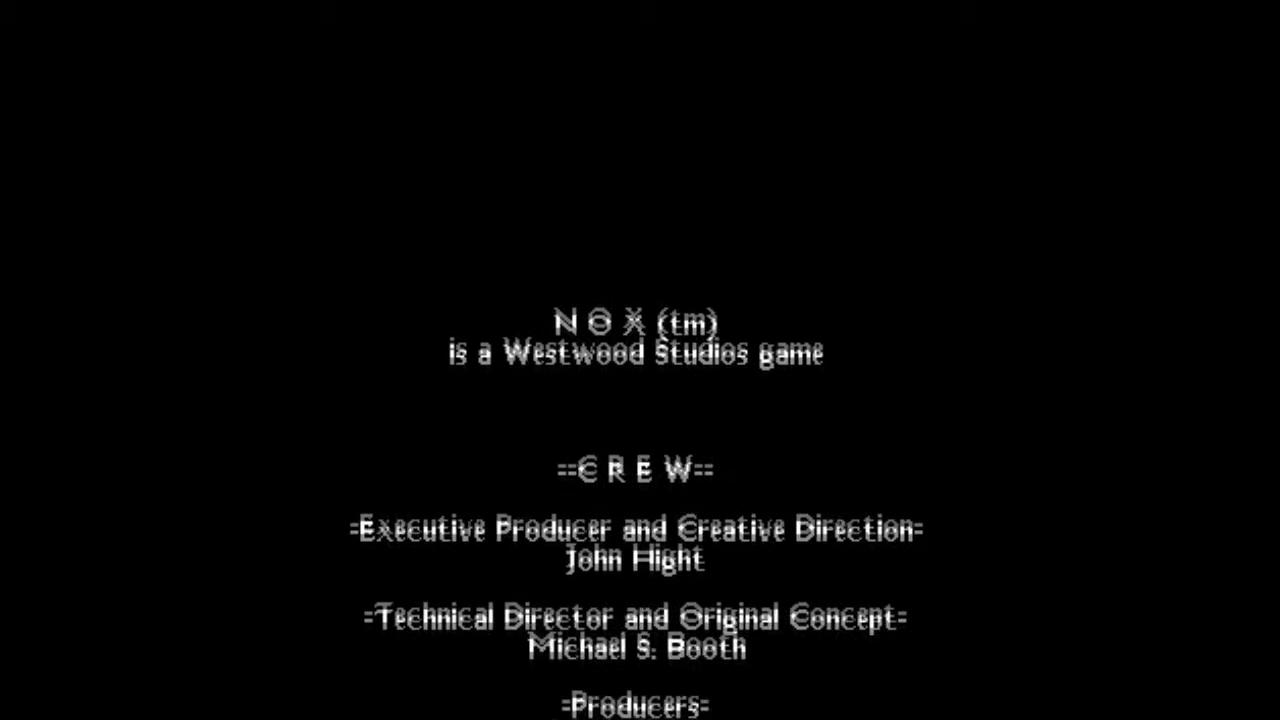 N O X (tm)
is a Westwood Studios game
==C R E W==
-Executive Producer and Creative Direction-
John Hight
-Technical Director and Original Concept-
Michael S. Booth
-Producers-